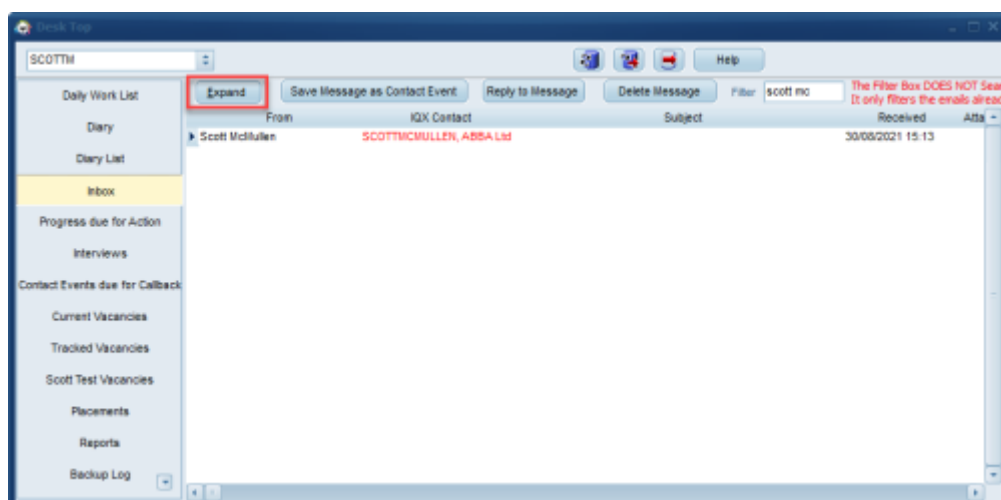 Desk Top
SCOTTM
Help
Daily Work List
Diary
Diary List
Inbox
Progress due for Action
Interviews
Contact Events due for Callback
Current Vacancies
Tracked Vacancies
Scott Test Vacancies
Placements
Reports
Backup Log
Expand Save Message as Contact Event Reply to Message Delete Message Filter scott mc
The Filter Box DOES NOT Sea
It only filters the emails alrea
From IQX Contact Subject Received Atta
Scott McMullen SCOTTMCMULLEN, ABBA Ltd 30/08/2021 15:13